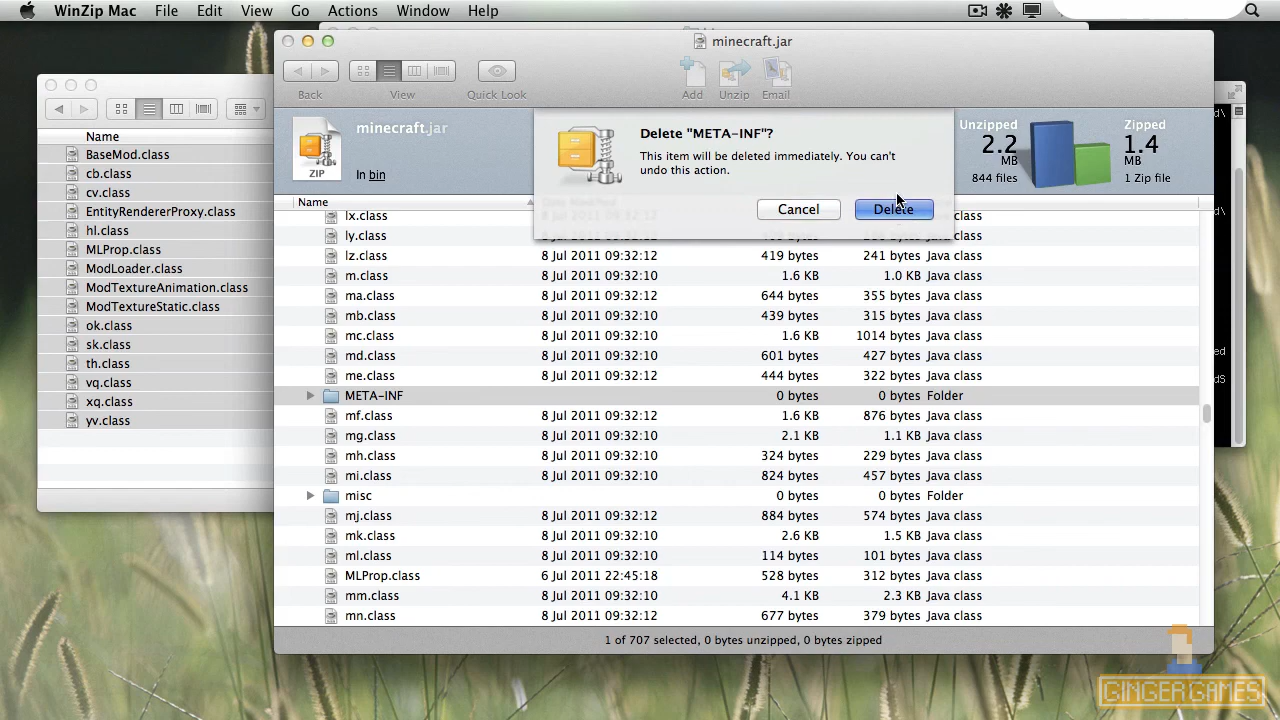 WinZip Mac File Edit View Go Actions Window Help
minecraft.jar
Back View Quick Look Add Unzip Email
minecraft.jar
ZIP
In bin
Delete "META-INF"?
This item will be deleted immediately. You can't
undo this action.
Cancel Delete
Unzipped
2.2
MB
844 files
Zipped
1.4
MB
1 Zip file
Name
BaseMod.class
cb.class
cv.class
EntityRendererProxy.class
hl.class
MLProp.class
ModLoader.class
ModTextureAnimation.class
ModTextureStatic.class
ok.class
sk.class
th.class
vq.class
xq.class
yv.class
Name
lx.class 8 Jul 2011 09:32:12 class
ly.class Java class
lz.class 8 Jul 2011 09:32:12 419 bytes 241 bytes Java class
m.class 8 Jul 2011 09:32:12 1.6 KB 1.0 KB Java class
ma.class 8 Jul 2011 09:32:12 644 bytes 355 bytes Java class
mb.class 8 Jul 2011 09:32:12 439 bytes 315 bytes Java class
mc.class 8 Jul 2011 09:32:10 1.6 KB 1014 bytes Java class
md.class 8 Jul 2011 09:32:10 601 bytes 427 bytes Java class
me.class 8 Jul 2011 09:32:10 444 bytes 322 bytes Java class
META-INF 0 bytes 0 bytes Folder
mf.class 8 Jul 2011 09:32:12 1.6 KB 876 bytes Java class
mg.class 8 Jul 2011 09:32:10 2.1 KB 1.1 KB Java class
mh.class 8 Jul 2011 09:32:10 324 bytes 229 bytes Java class
mi.class 8 Jul 2011 09:32:10 824 bytes 457 bytes Java class
misc 0 bytes 0 bytes Folder
mj.class 8 Jul 2011 09:32:12 884 bytes 574 bytes Java class
mk.class 8 Jul 2011 09:32:10 2.6 KB 1.5 KB Java class
ml.class 8 Jul 2011 09:32:10 114 bytes 101 bytes Java class
MLProp.class 6 Jul 2011 22:45:18 528 bytes 312 bytes Java class
mm.class 8 Jul 2011 09:32:10 4.1 KB 2.3 KB Java class
mn.class 8 Jul 2011 09:32:12 677 bytes 379 bytes Java class
1 of 707 selected, 0 bytes unzipped, 0 bytes zipped
ed
dS
GINGER GAMES